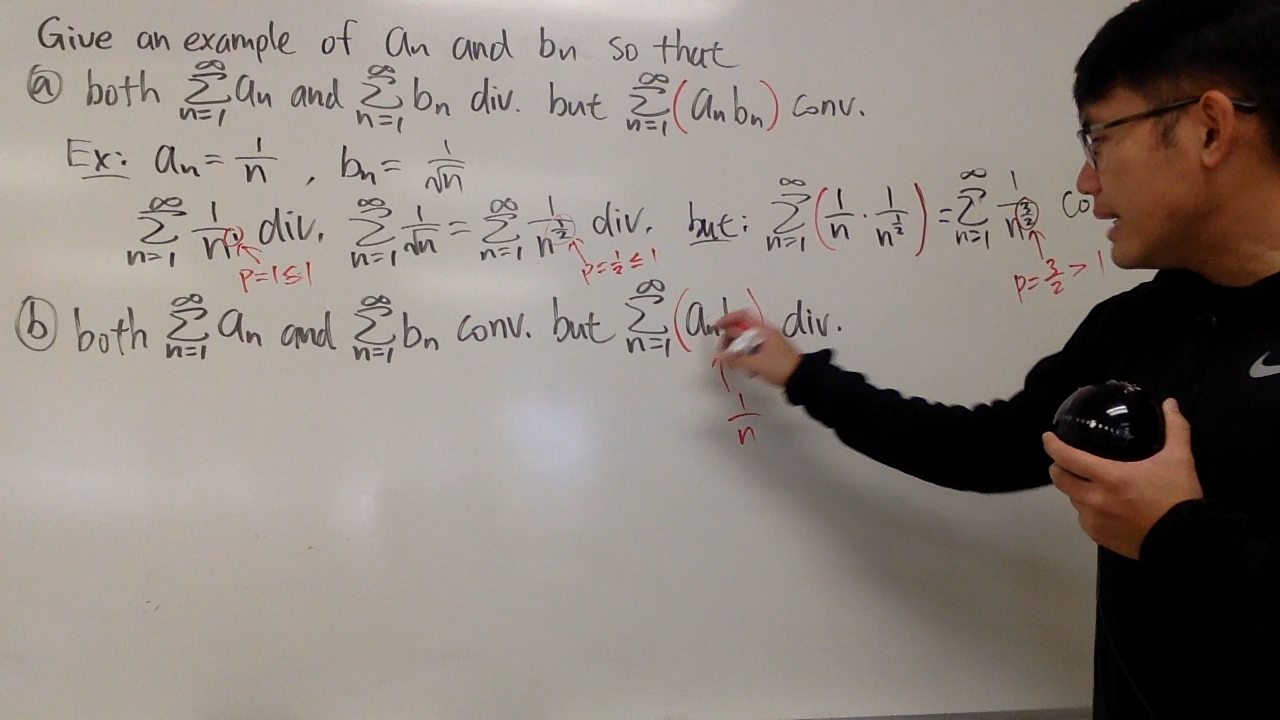 Give an example of an and bn so that
ⓐ both ∞ Σ n=1 an and ∞ Σ n=1 bn div. but ∞ Σ n=1 (an bn) conv.
Ex: an = 1/n , bn = 1/√n
∞ Σ n=1 1/n¹ div. ∞ Σ n=1 1/√n = ∞ Σ n=1 1/n^(1/2) div. but: ∞ Σ n=1 (1/n · 1/n^(1/2)) = ∞ Σ n=1 1/n^(3/2) co
p=1≤1 p=1/2≤1 p=3/2>1
ⓑ both ∞ Σ n=1 an and ∞ Σ n=1 bn conv. but ∞ Σ n=1 (an b) div.
1/n